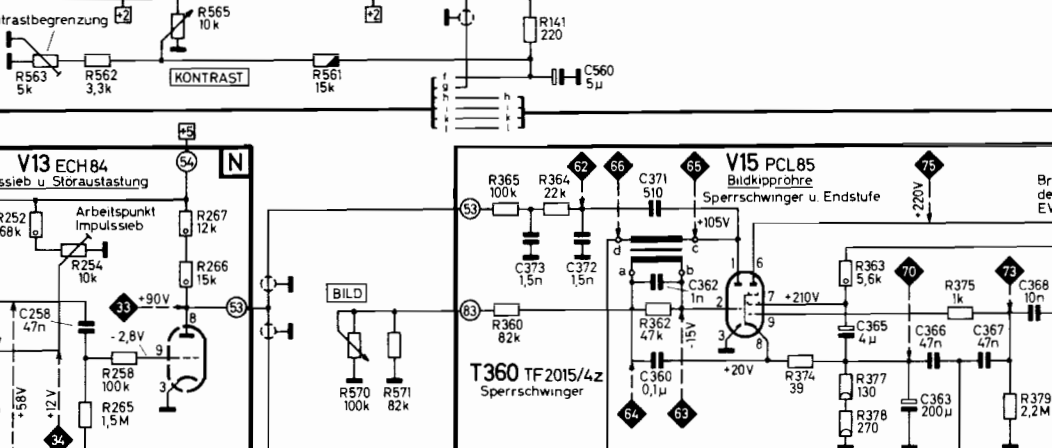 trastbegrenzung
+2
R565
10k
+2
R141
220
R563
5k
R562
3,3k
KONTRAST
R561
15k
f
g
h
h
i
k
l
C560
5µ
+5
54
N
V13 ECH84
ssieb u. Störaustastung
R252
68k
Arbeitspunkt
Impulssieb
R267
12k
R254
10k
R266
15k
33
+90V
53
C258
47n
-2,8V
8
9
3
R258
100k
R265
1,5M
+58V
+12V
34
BILD
R570
100k
R571
82k
53
83
R365
100k
R364
22k
62
66
C371
510
65
V15 PCL85
Bildkippröhre
Sperrschwinger u. Endstufe
75
+220V
Br
de
EV
+105V
C373
1,5n
C372
1,5n
d
c
a
b
C362
1n
1
6
2
7
9
3
8
R360
82k
R362
47k
-15V
C360
0,1µ
+20V
64
63
T360 TF2015/4z
Sperrschwinger
+210V
R363
5,6k
70
R375
1k
73
C368
10n
C365
4µ
C366
47n
C367
47n
R374
39
R377
130
R378
270
C363
200µ
R379
2,2M